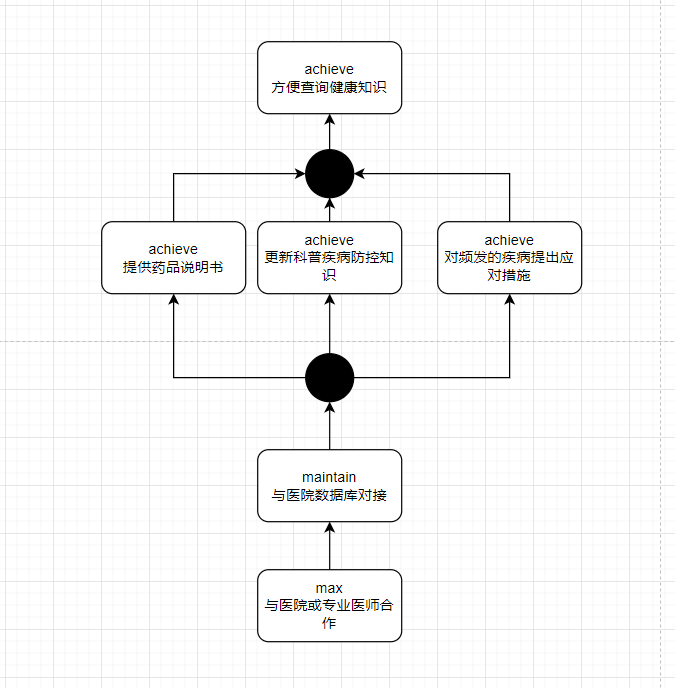 achieve
方便查询健康知识
achieve
提供药品说明书
achieve
更新科普疾病防控知
识
achieve
对频发的疾病提出应
对措施
maintain
与医院数据库对接
max
与医院或专业医师合
作